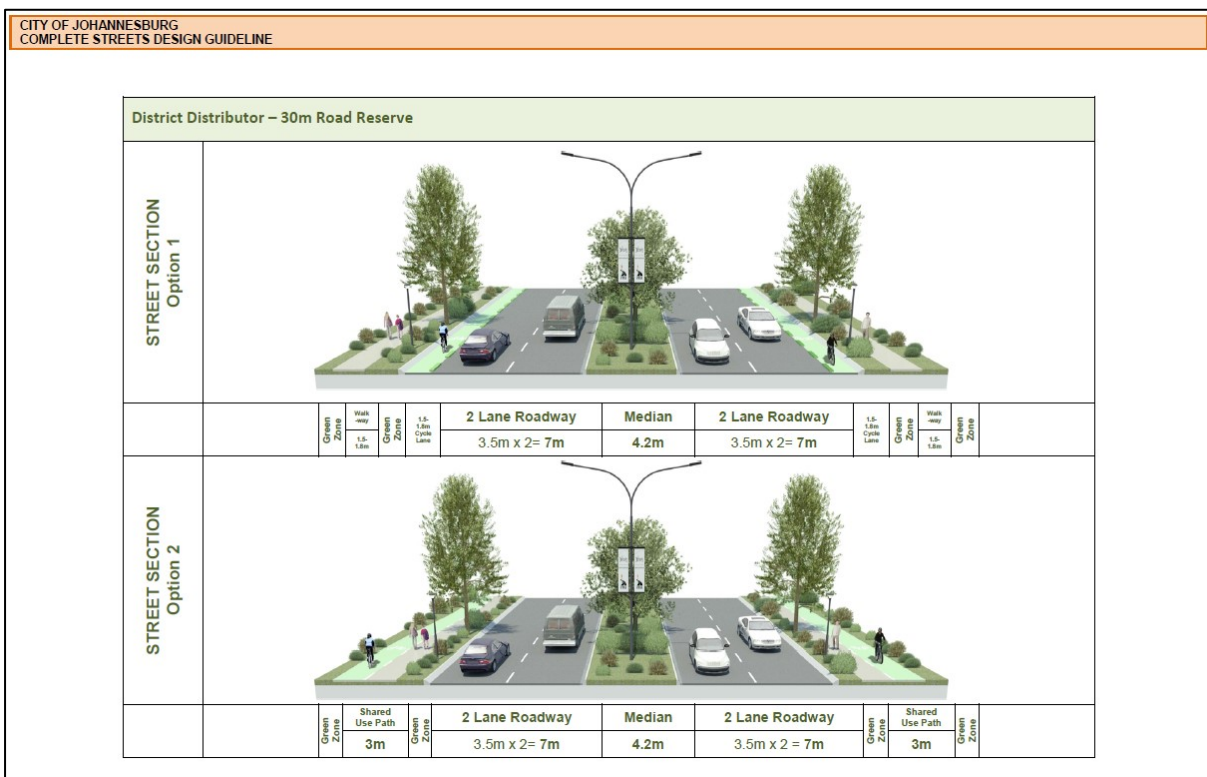 CITY OF JOHANNESBURG
COMPLETE STREETS DESIGN GUIDELINE
District Distributor – 30m Road Reserve
STREET SECTION
Option 1
Green
Zone
Walk
-way
1.5-
1.8m
Green
Zone
1.5-
1.8m
Cycle
Lane
2 Lane Roadway
3.5m x 2= 7m
Median
4.2m
2 Lane Roadway
3.5m x 2= 7m
1.5-
1.8m
Cycle
Lane
Green
Zone
Walk
-way
1.5-
1.8m
Green
Zone
STREET SECTION
Option 2
Green
Zone
Shared
Use Path
3m
Green
Zone
2 Lane Roadway
3.5m x 2= 7m
Median
4.2m
2 Lane Roadway
3.5m x 2 = 7m
Green
Zone
Shared
Use Path
3m
Green
Zone